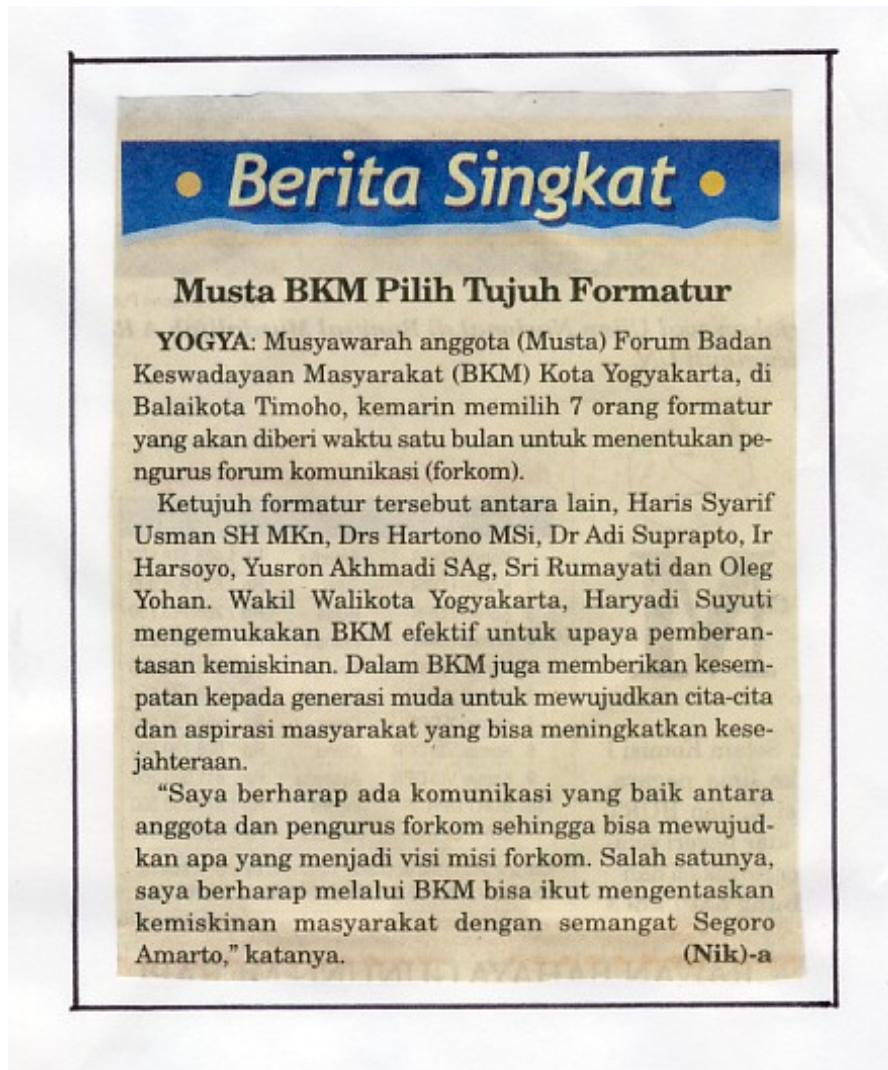 • Berita Singkat •
Musta BKM Pilih Tujuh Formatur
YOGYA: Musyawarah anggota (Musta) Forum Badan
Keswadayaan Masyarakat (BKM) Kota Yogyakarta, di
Balaikota Timoho, kemarin memilih 7 orang formatur
yang akan diberi waktu satu bulan untuk menentukan pe-
ngurus forum komunikasi (forkom).
Ketujuh formatur tersebut antara lain, Haris Syarif
Usman SH MKn, Drs Hartono MSi, Dr Adi Suprapto, Ir
Harsoyo, Yusron Akhmadi SAg, Sri Rumayati dan Oleg
Yohan. Wakil Walikota Yogyakarta, Haryadi Suyuti
mengemukakan BKM efektif untuk upaya pemberan-
tasan kemiskinan. Dalam BKM juga memberikan kesem-
patan kepada generasi muda untuk mewujudkan cita-cita
dan aspirasi masyarakat yang bisa meningkatkan kese-
jahteraan.
"Saya berharap ada komunikasi yang baik antara
anggota dan pengurus forkom sehingga bisa mewujud-
kan apa yang menjadi visi misi forkom. Salah satunya,
saya berharap melalui BKM bisa ikut mengentaskan
kemiskinan masyarakat dengan semangat Segoro
Amarto," katanya. (Nik)-a